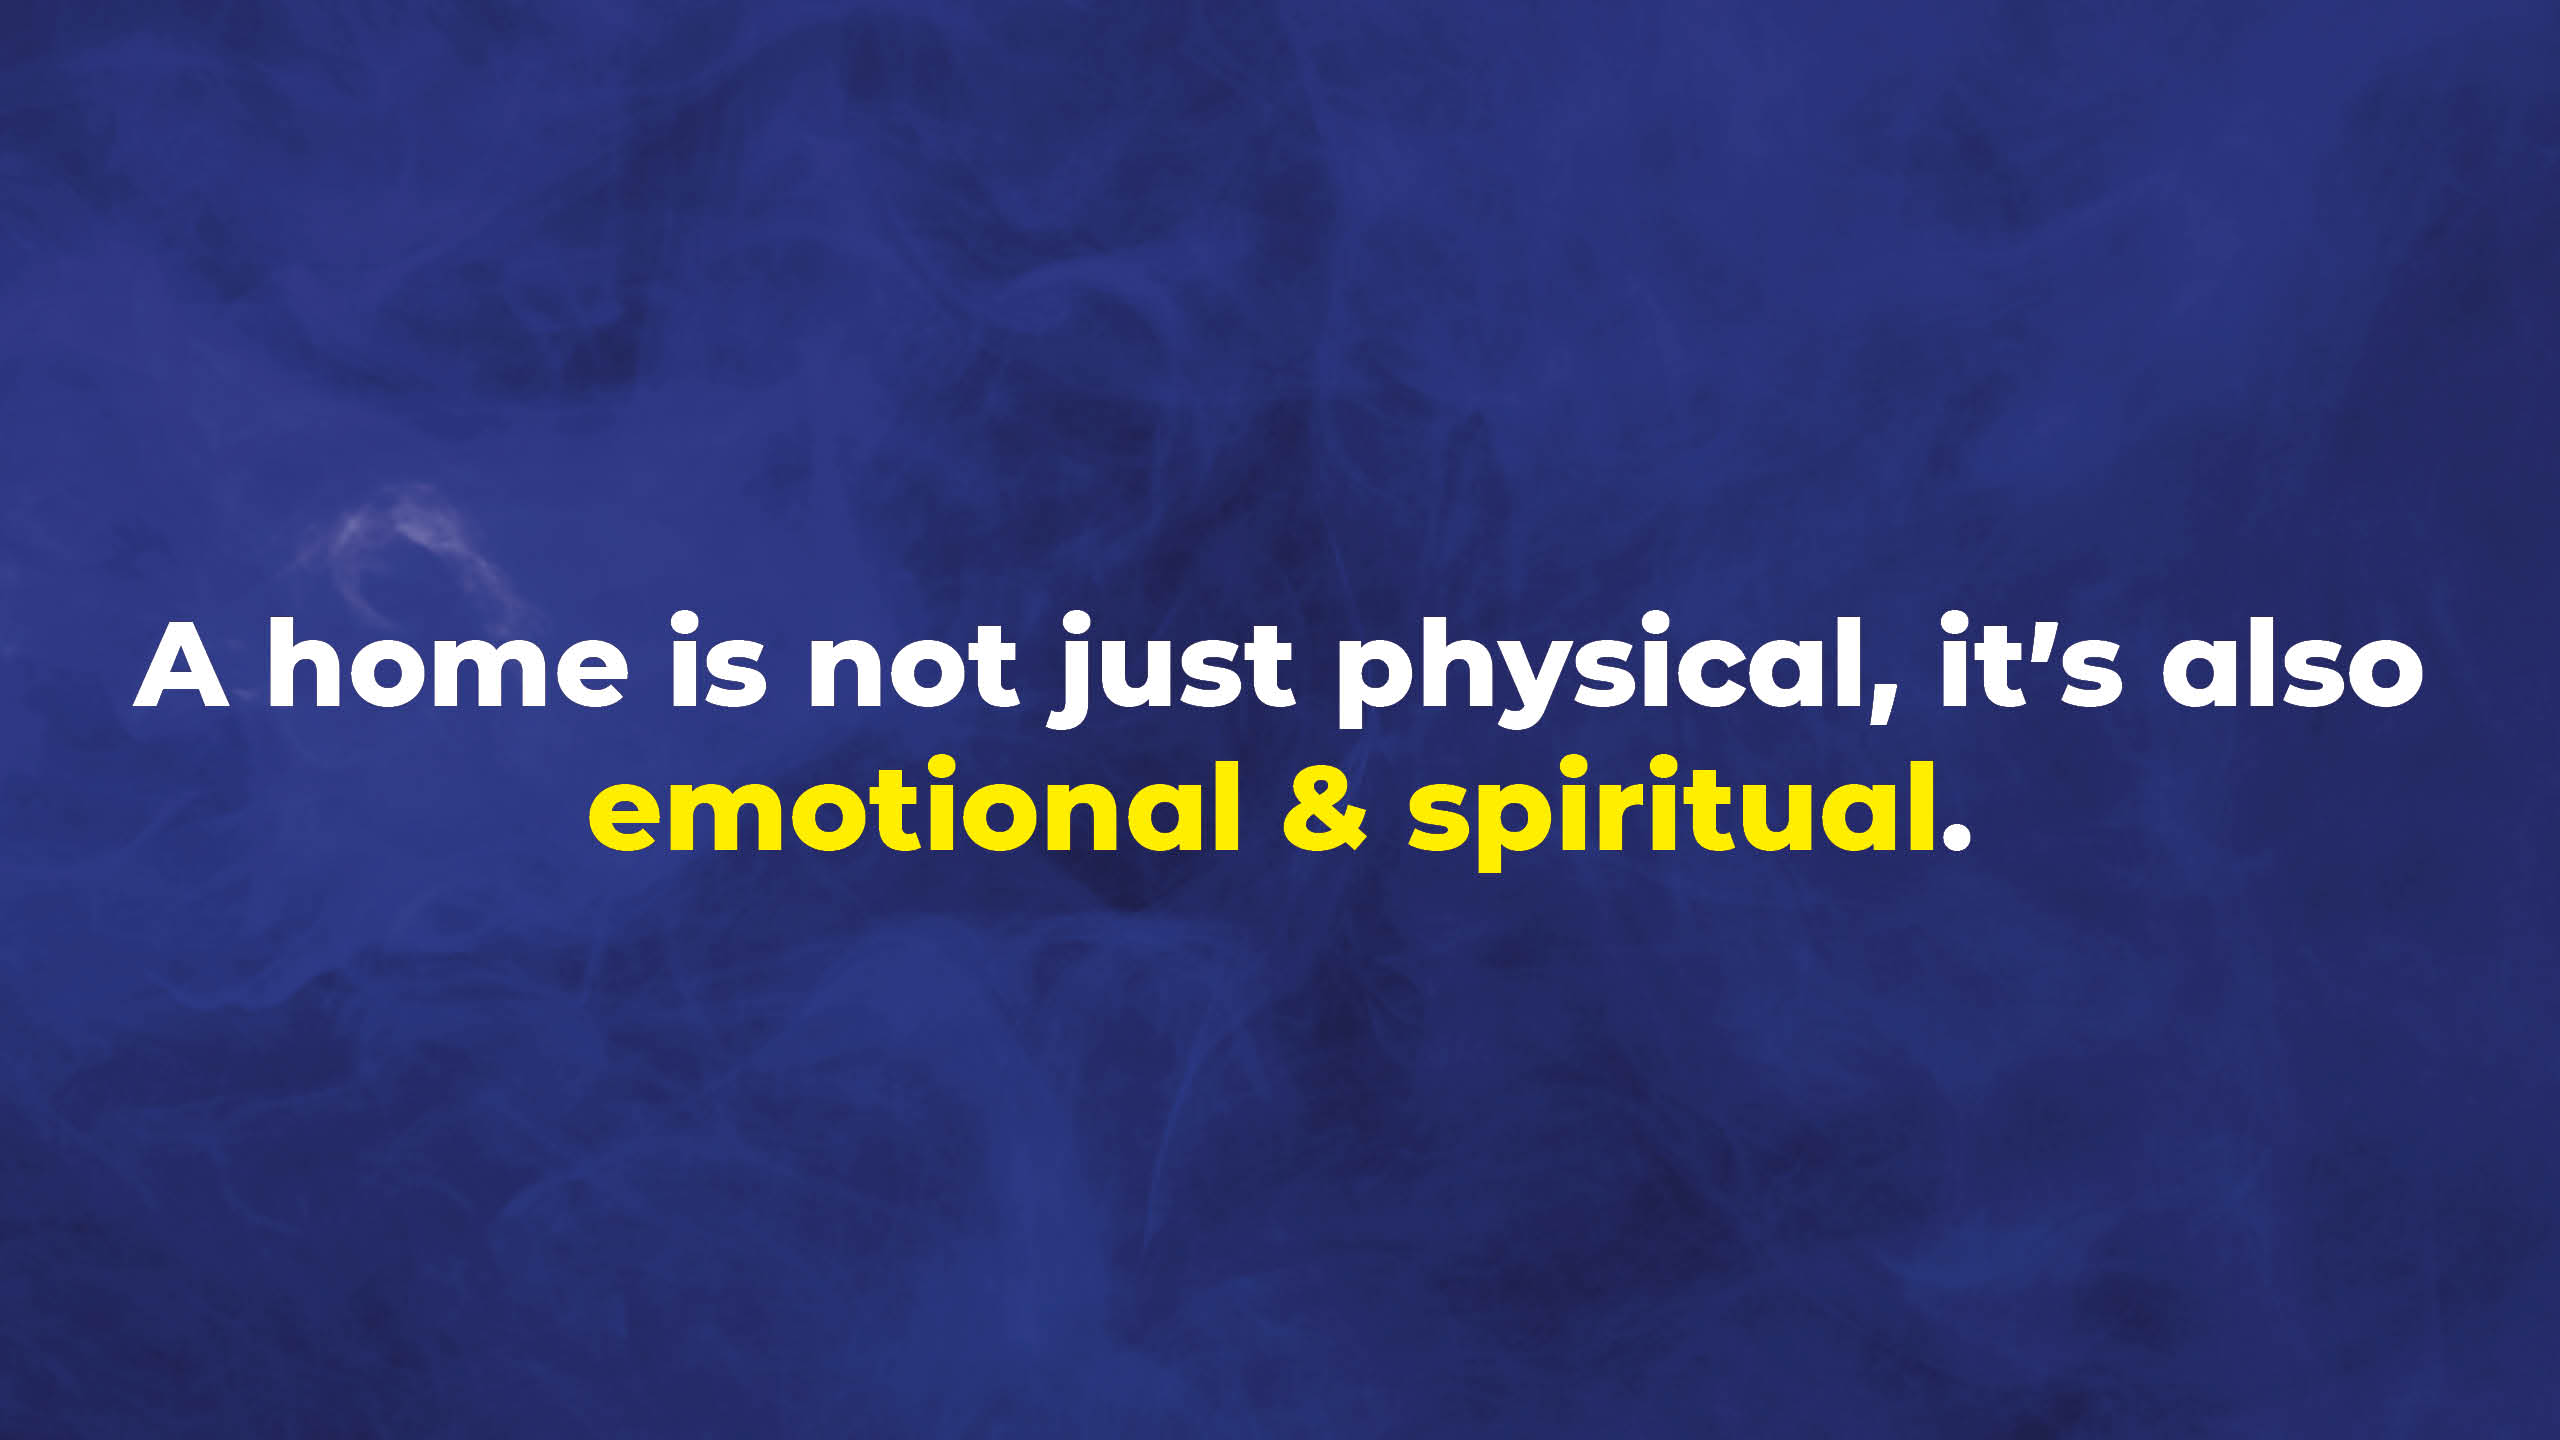 A home is not just physical, it’s also
emotional & spiritual.